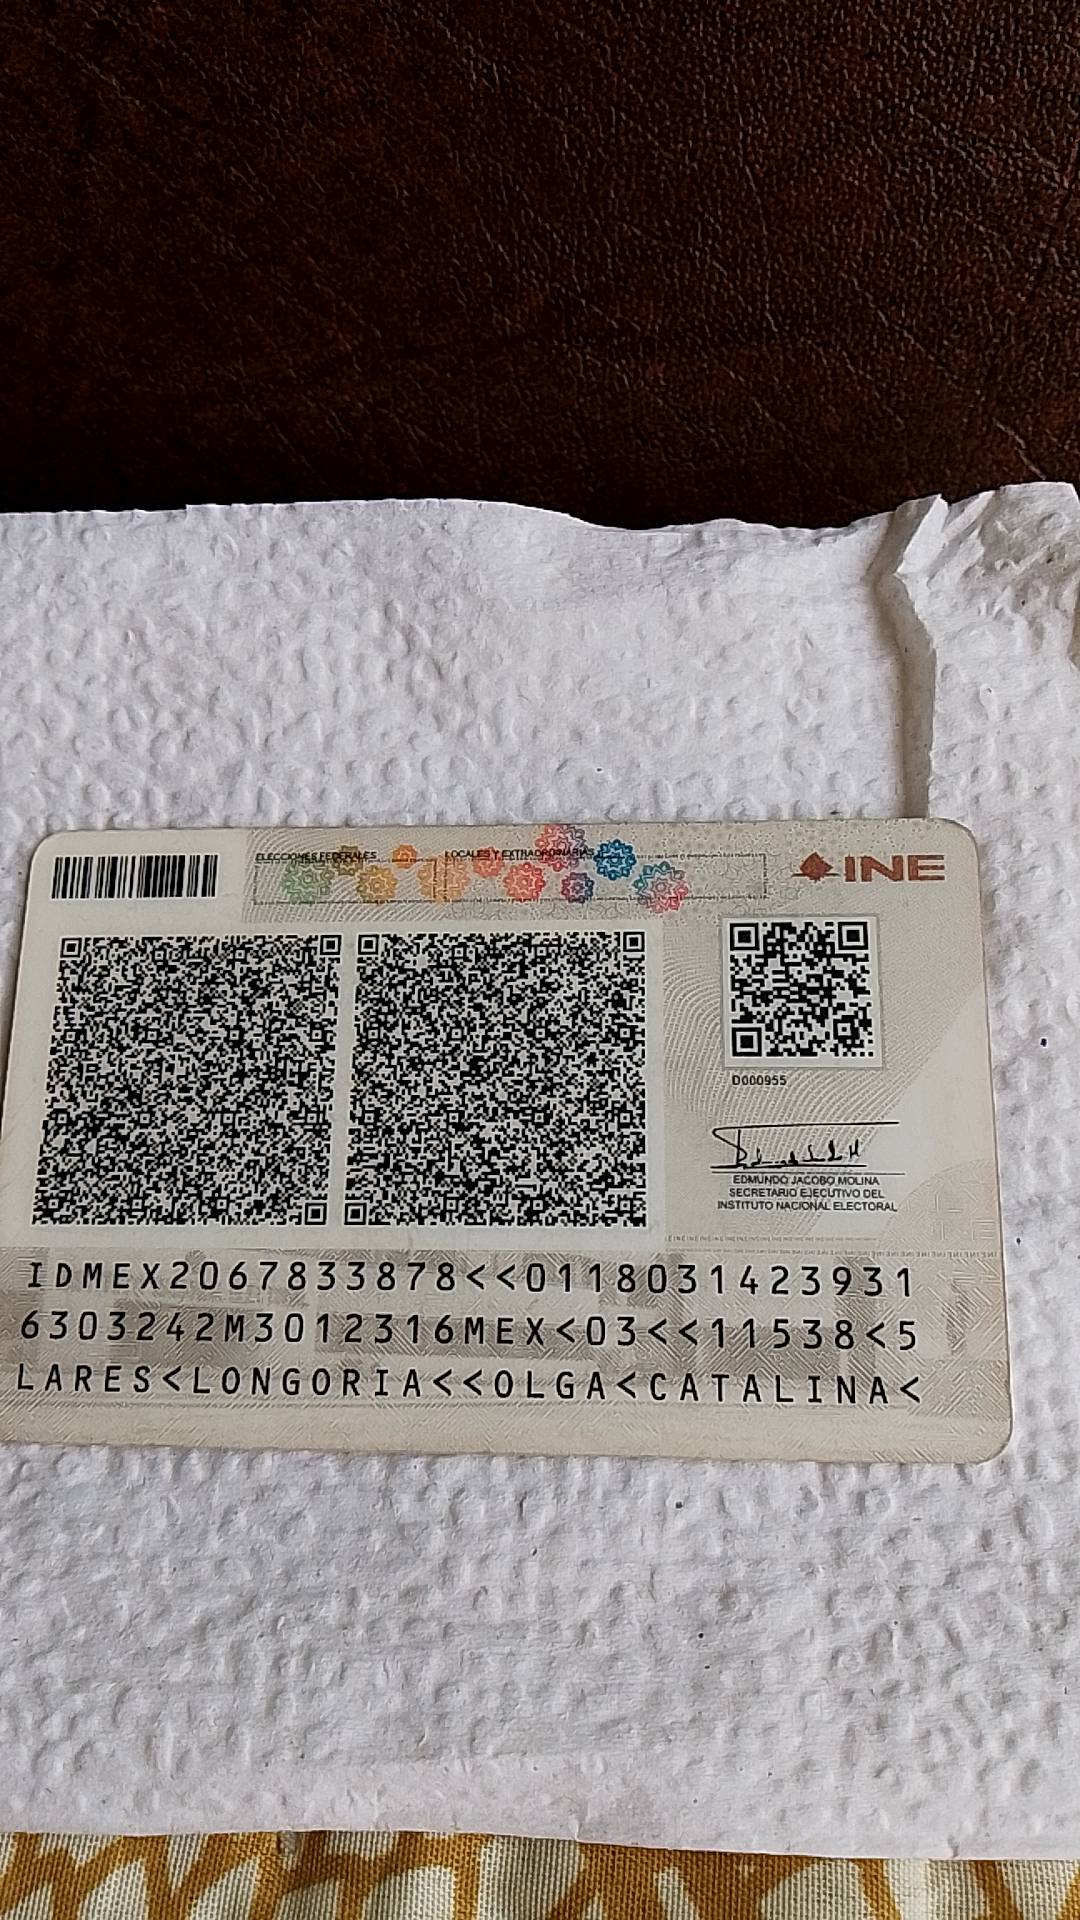 ELECCIONES FEDERALES LOCALES Y EXTRAORDINARIAS
INE
D000955
EDMUNDO JACOBO MOLINA
SECRETARIO EJECUTIVO DEL
INSTITUTO NACIONAL ELECTORAL
IDMEX2067833878<<0118031423931
6303242M3012316MEX<03<<11538<5
LARES<LONGORIA<<OLGA<CATALINA<